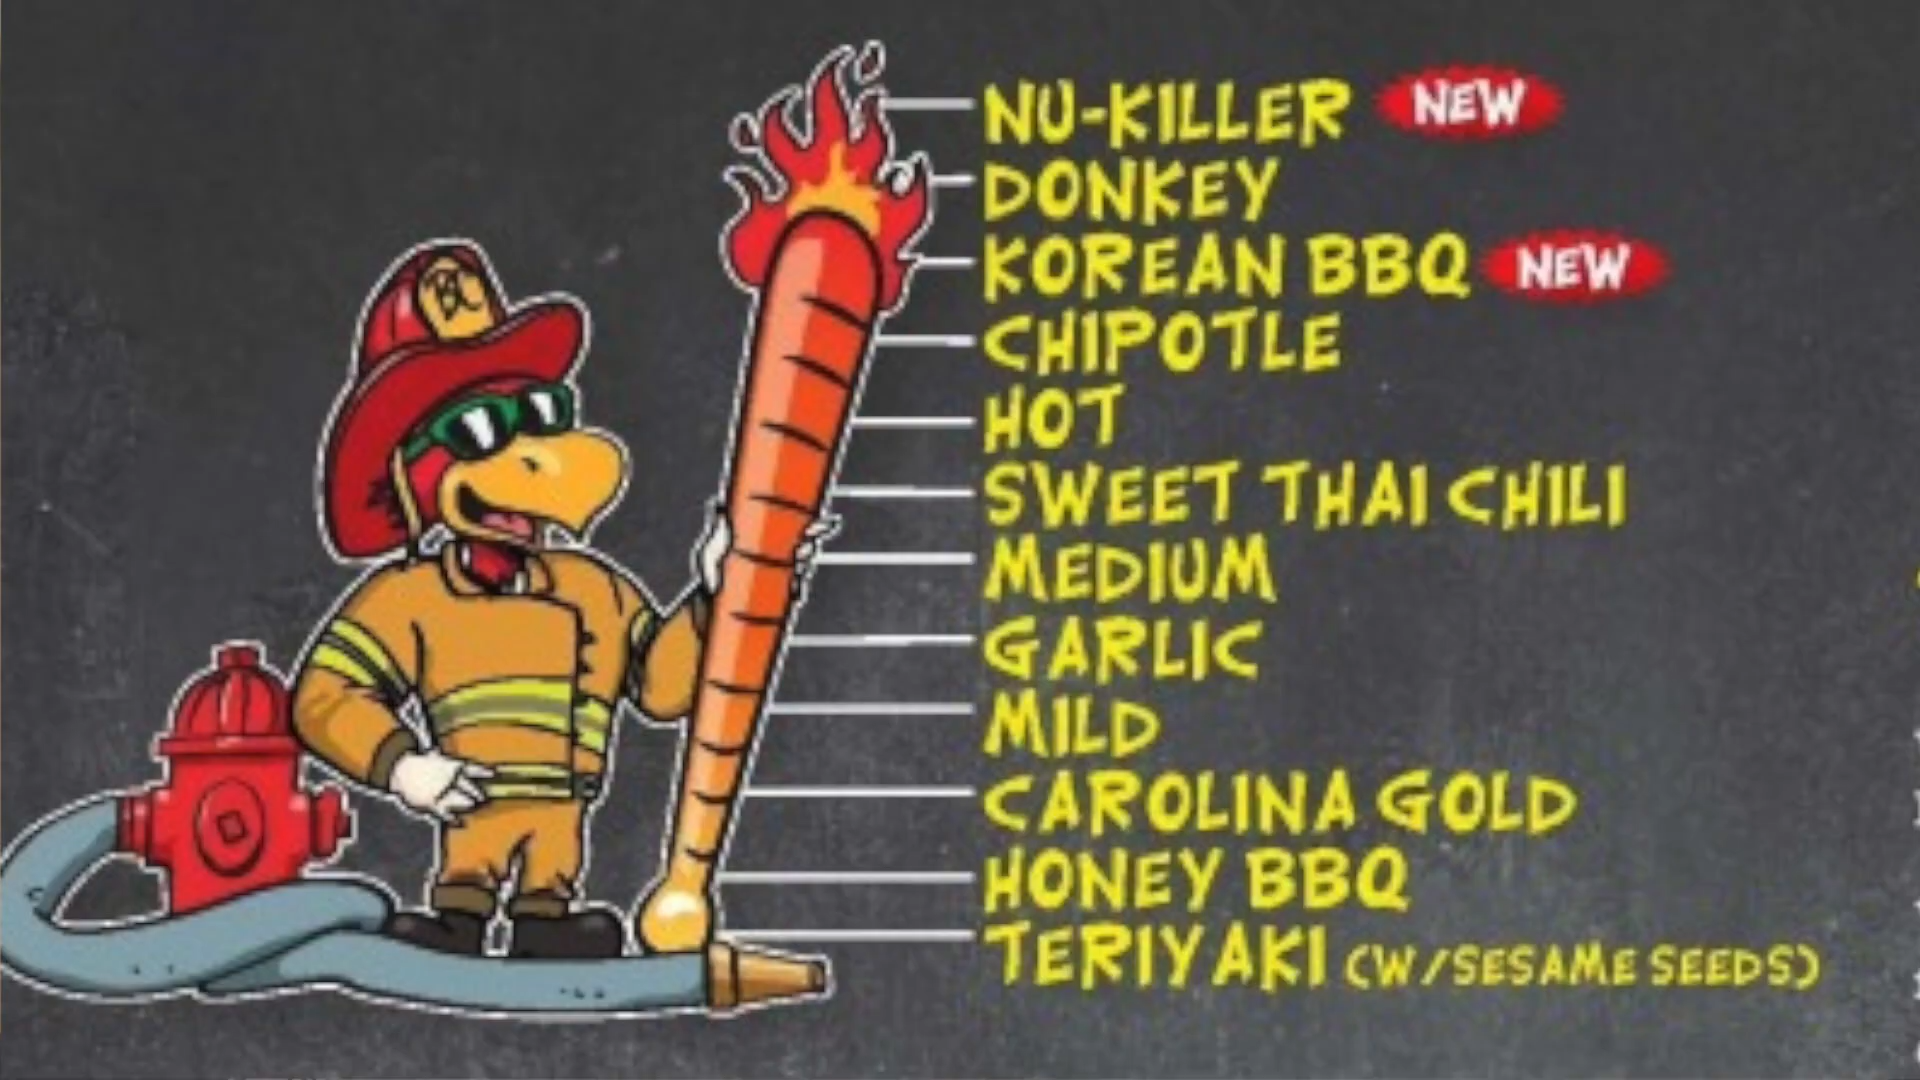 NU-KILLER NEW
DONKEY
KOREAN BBQ NEW
CHIPOTLE
HOT
SWEET THAI CHILI
MEDIUM
GARLIC
MILD
CAROLINA GOLD
HONEY BBQ
TERIYAKI (W/SESAME SEEDS)